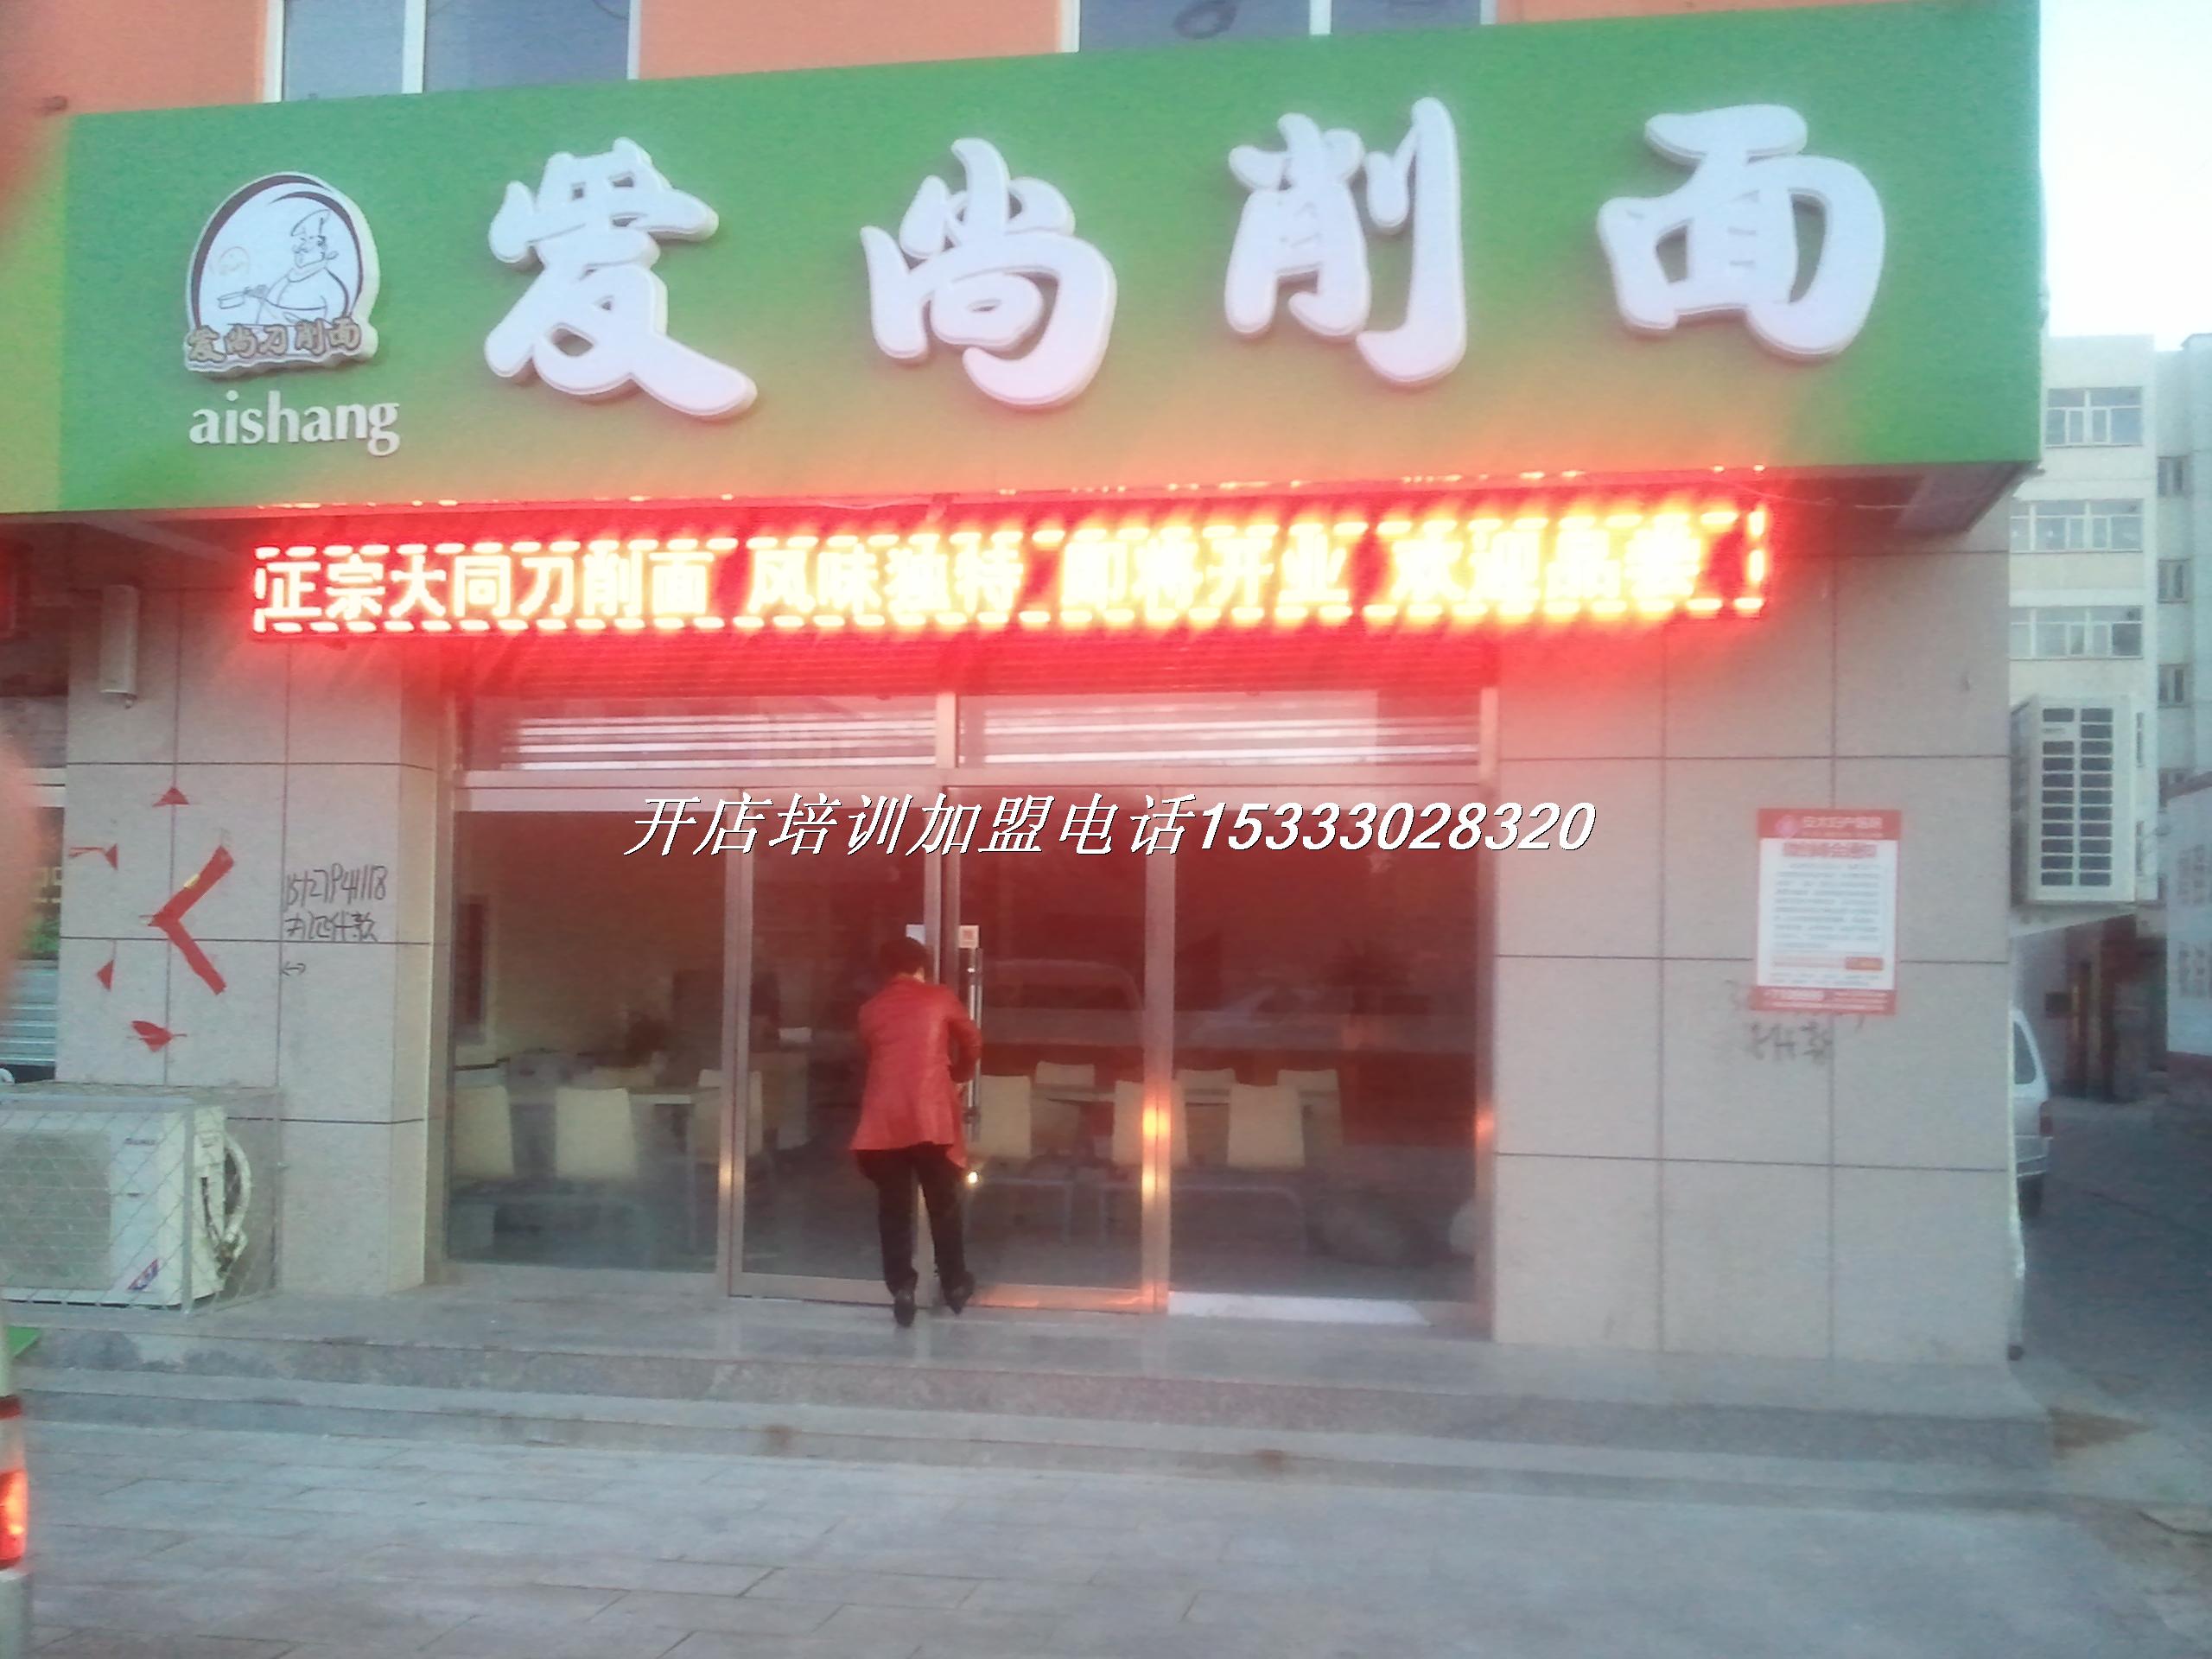 爱尚削面
爱尚刀削面
aishang
正宗大同刀削面 风味独特 即将开业 欢迎品尝
开店培训加盟电话15333028320